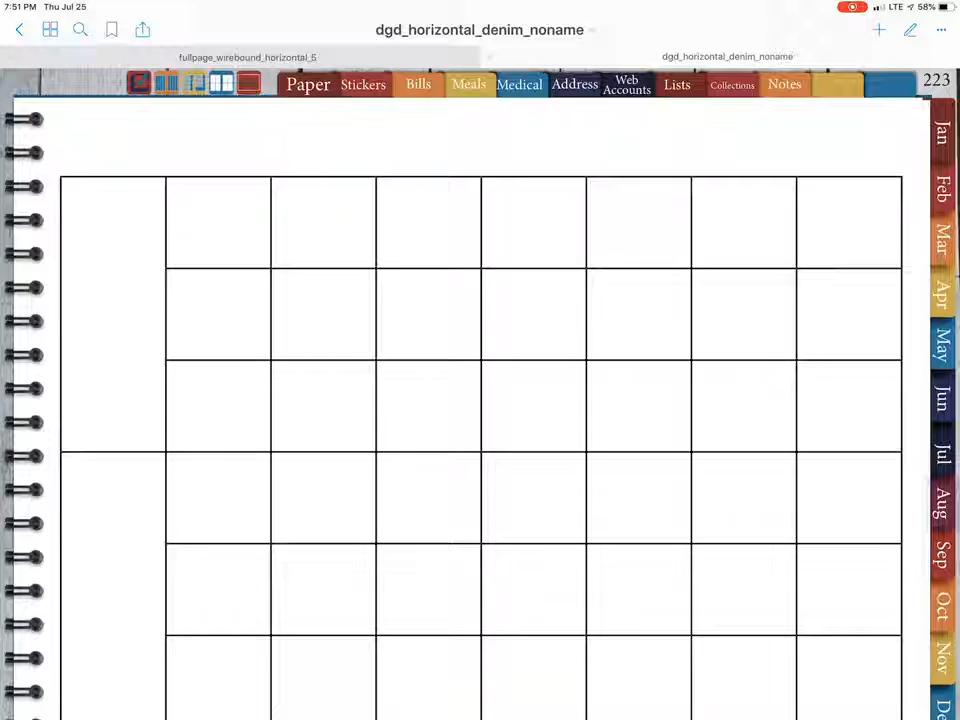 7:51 PM Thu Jul 25
LTE 58%
dgd_horizontal_denim_noname
fullpage_wirebound_horizontal_5
dgd_horizontal_denim_noname
Paper Stickers Bills Meals Medical Address Web Accounts Lists Collections Notes
223
Jan
Feb
Mar
Apr
May
Jun
Jul
Aug
Sep
Oct
Nov
De